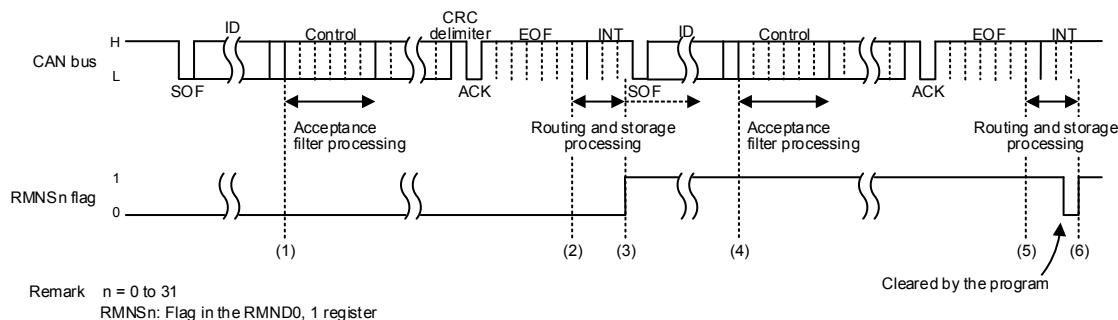 CRC
ID Control delimiter EOF INT ID Control EOF INT
H
CAN bus
L
SOF ACK SOF ACK
Acceptance filter processing
Routing and storage processing
Acceptance filter processing
Routing and storage processing
1
RMNSn flag
0
(1) (2) (3) (4) (5) (6)
Cleared by the program
Remark n = 0 to 31
RMNSn: Flag in the RMND0, 1 register